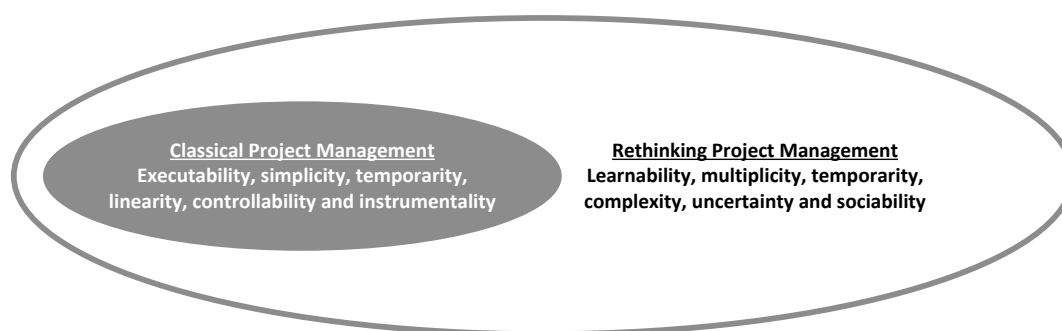 Classical Project Management
Executability, simplicity, temporarity,
linearity, controllability and instrumentality
Rethinking Project Management
Learnability, multiplicity, temporarity,
complexity, uncertainty and sociability